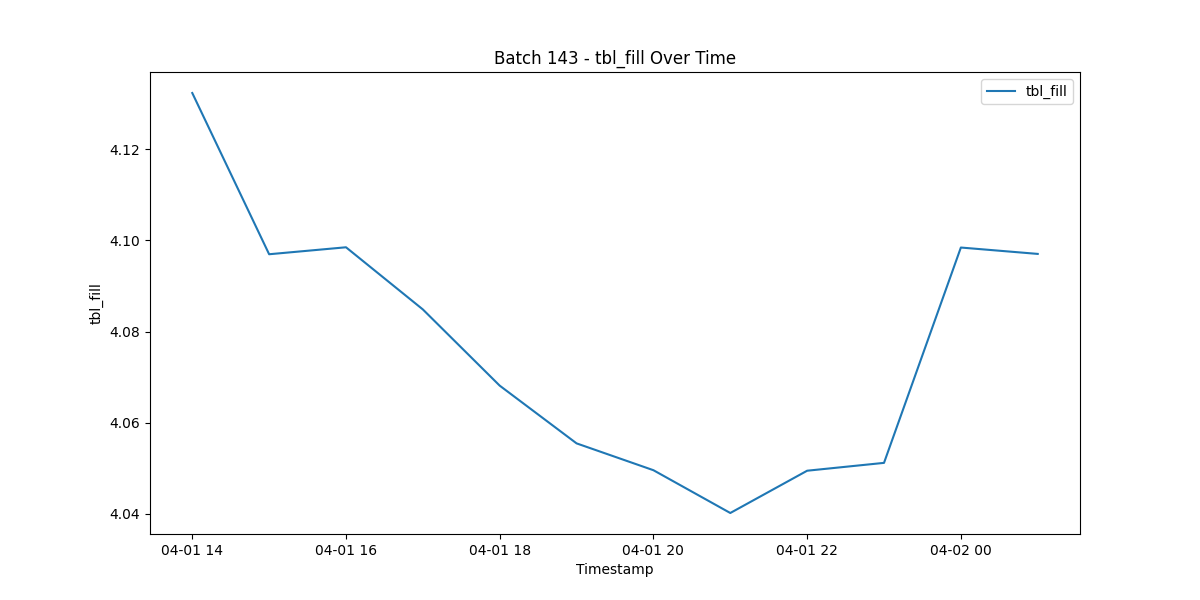 Batch 143 - tbl_fill Over Time
tbl_fill
4.12
4.10
4.08
4.06
4.04
tbl_fill
04-01 14
04-01 16
04-01 18
04-01 20
04-01 22
04-02 00
Timestamp